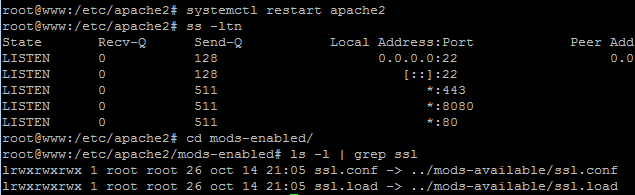 root@www:/etc/apache2# systemctl restart apache2
root@www:/etc/apache2# ss -ltn
State Recv-Q Send-Q Local Address:Port Peer Add
LISTEN 0 128 0.0.0.0:22 0.0
LISTEN 0 128 [::]:22
LISTEN 0 511 *:443
LISTEN 0 511 *:8080
LISTEN 0 511 *:80
root@www:/etc/apache2# cd mods-enabled/
root@www:/etc/apache2/mods-enabled# ls -l | grep ssl
lrwxrwxrwx 1 root root 26 oct 14 21:05 ssl.conf -> ../mods-available/ssl.conf
lrwxrwxrwx 1 root root 26 oct 14 21:05 ssl.load -> ../mods-available/ssl.load